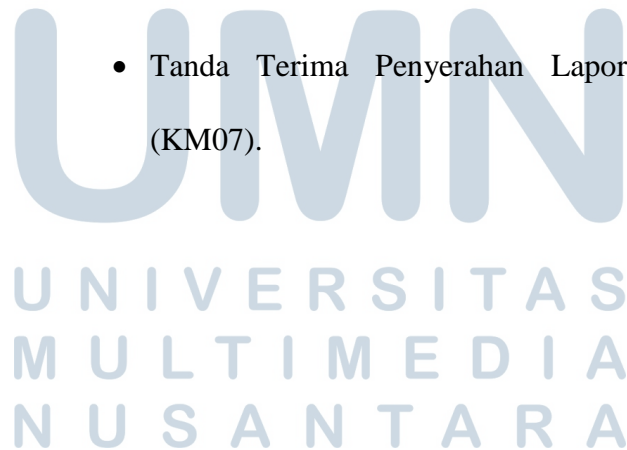 • Tanda Terima Penyerahan Lapor
(KM07).
UMN
UNIVERSITAS
MULTIMEDIA
NUSANTARA